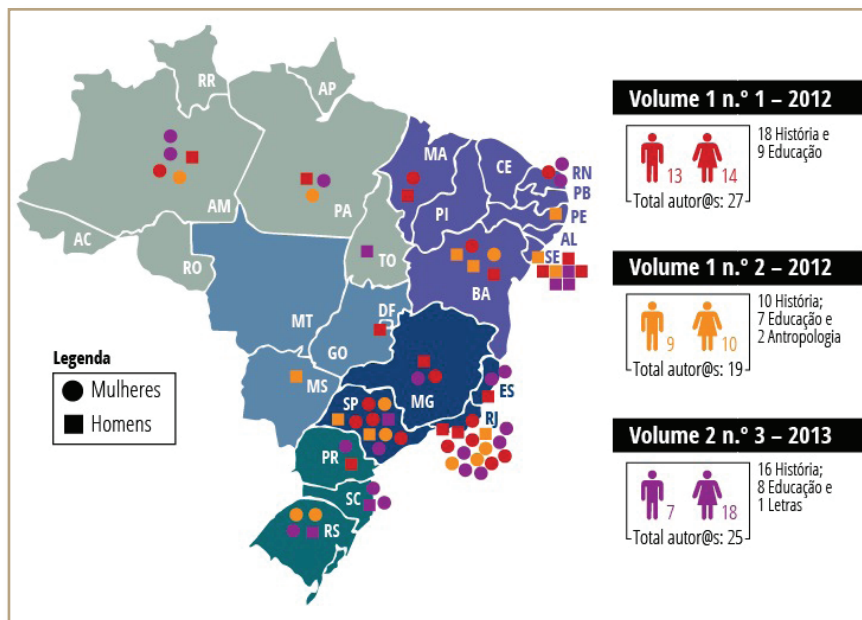 RR
AP
AM
PA
AC
RO
TO
MA
PI
CE
RN
PB
PE
AL
SE
BA
MT
DF
GO
MS
MG
ES
SP
RJ
PR
SC
RS
Legenda
Mulheres
Homens
Volume 1 n.° 1 – 2012
13 14
Total autor@s: 27
18 História e
9 Educação
Volume 1 n.° 2 – 2012
9 10
Total autor@s: 19
10 História;
7 Educação e
2 Antropologia
Volume 2 n.° 3 – 2013
7 18
Total autor@s: 25
16 História;
8 Educação e
1 Letras